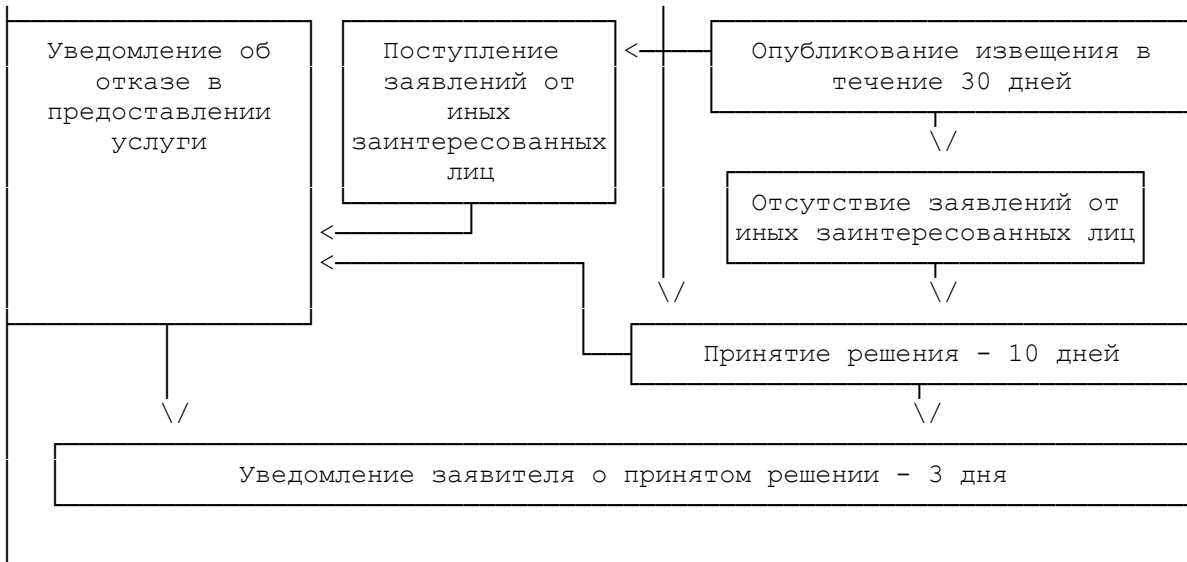 Уведомление об
отказе в
предоставлении
услуги
Поступление
заявлений от
иных
заинтересованных
лиц
Опубликование извещения в
течение 30 дней
Отсутствие заявлений от
иных заинтересованных лиц
Принятие решения - 10 дней
Уведомление заявителя о принятом решении - 3 дня